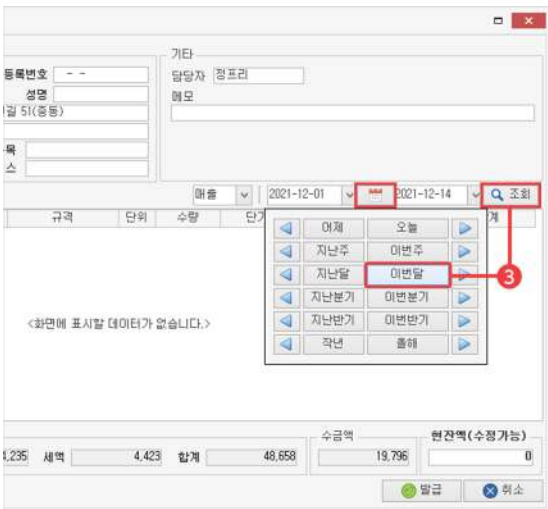 기타
등록번호 - - 담당자 정프리
성명 메모
길 51(중동)
목
스
매출 2021-12-01 2021-12-14 조회
규격 단위 수량 단가 계
어제 오늘
지난주 이번주
지난달 이번달
3
지난분기 이번분기
<화면에 표시할 데이터가 없습니다.>
지난반기 이번반기
작년 올해
수금액 현잔액(수정가능)
4,235 세액 4,423 합계 48,658 19,796 0
발급 취소